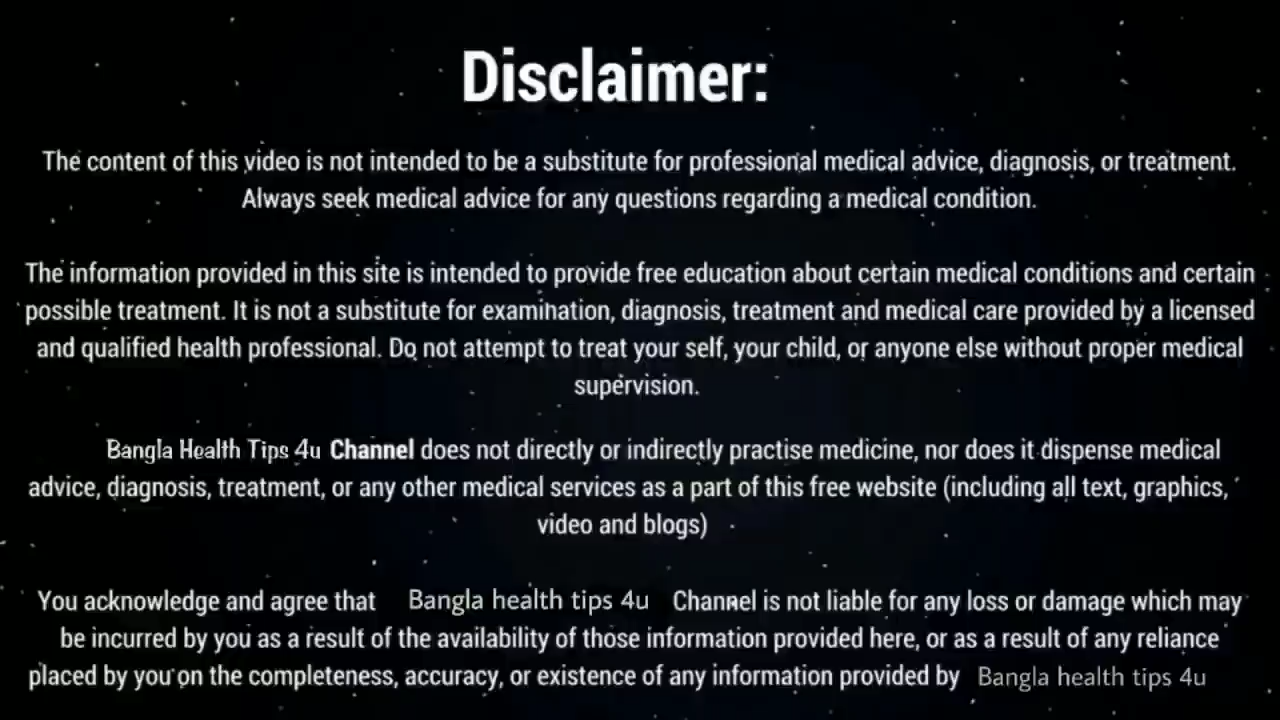 Disclaimer:
The content of this video is not intended to be a substitute for professional medical advice, diagnosis, or treatment.
Always seek medical advice for any questions regarding a medical condition.
The information provided in this site is intended to provide free education about certain medical conditions and certain
possible treatment. It is not a substitute for examination, diagnosis, treatment and medical care provided by a licensed
and qualified health professional. Do not attempt to treat your self, your child, or anyone else without proper medical
supervision.
Bangla Health Tips 4u Channel does not directly or indirectly practise medicine, nor does it dispense medical
advice, diagnosis, treatment, or any other medical services as a part of this free website (including all text, graphics,
video and blogs)
You acknowledge and agree that Bangla health tips 4u Channel is not liable for any loss or damage which may
be incurred by you as a result of the availability of those information provided here, or as a result of any reliance
placed by you on the completeness, accuracy, or existence of any information provided by Bangla health tips 4u